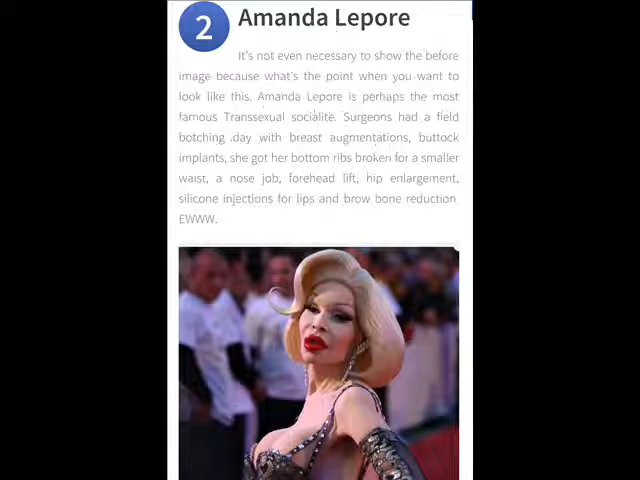 2
Amanda Lepore
It's not even necessary to show the before
image because what's the point when you want to
look like this. Amanda Lepore is perhaps the most
famous Transsexual socialite. Surgeons had a field
botching day with breast augmentations, buttock
implants, she got her bottom ribs broken for a smaller
waist, a nose job, forehead lift, hip enlargement,
silicone injections for lips and brow bone reduction.
EWWW.